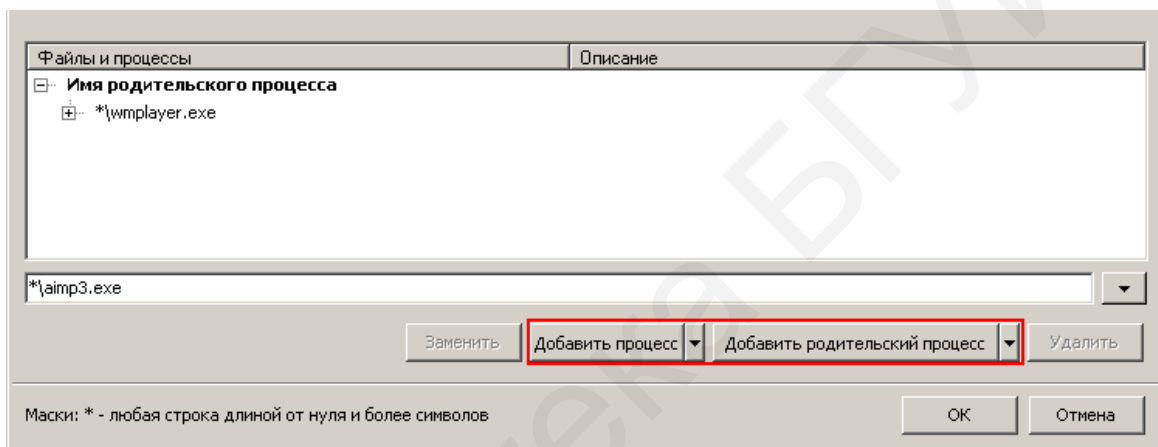 Файлы и процессы Описание
Имя родительского процесса
*\wmplayer.exe
*\aimp3.exe
Заменить Добавить процесс Добавить родительский процесс Удалить
Маски: * - любая строка длиной от нуля и более символов ОК Отмена